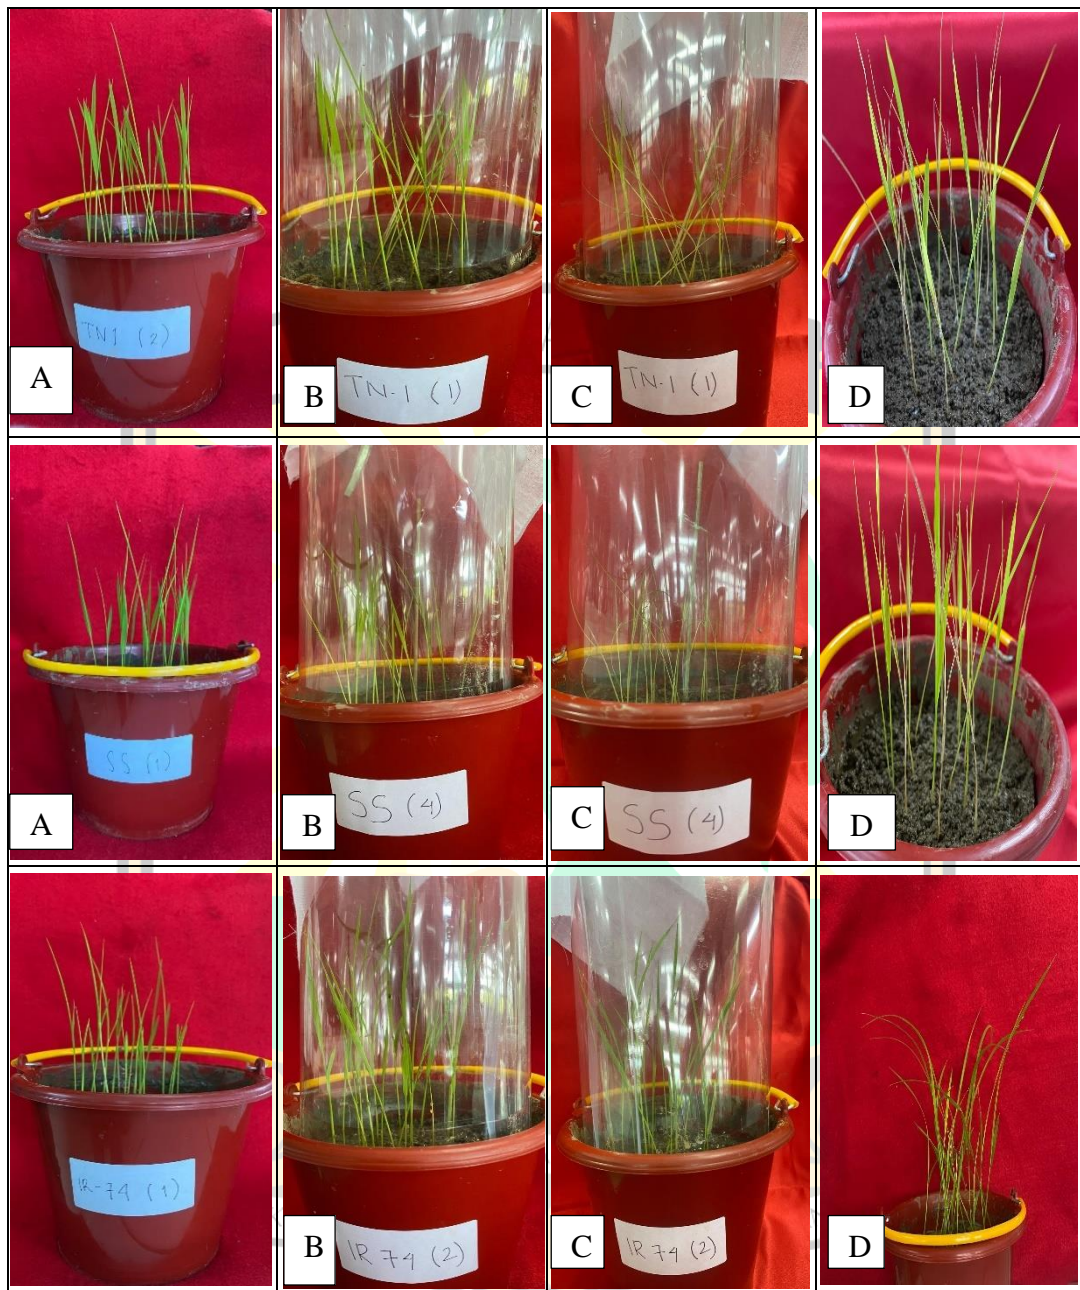 TN1 (2)
A
TN-1 (1)
B
TN-1 (1)
C
D
SS (1)
A
SS (4)
B
SS (4)
C
D
IR-74 (1)
IR 74 (2)
B
IR 74 (2)
C
D